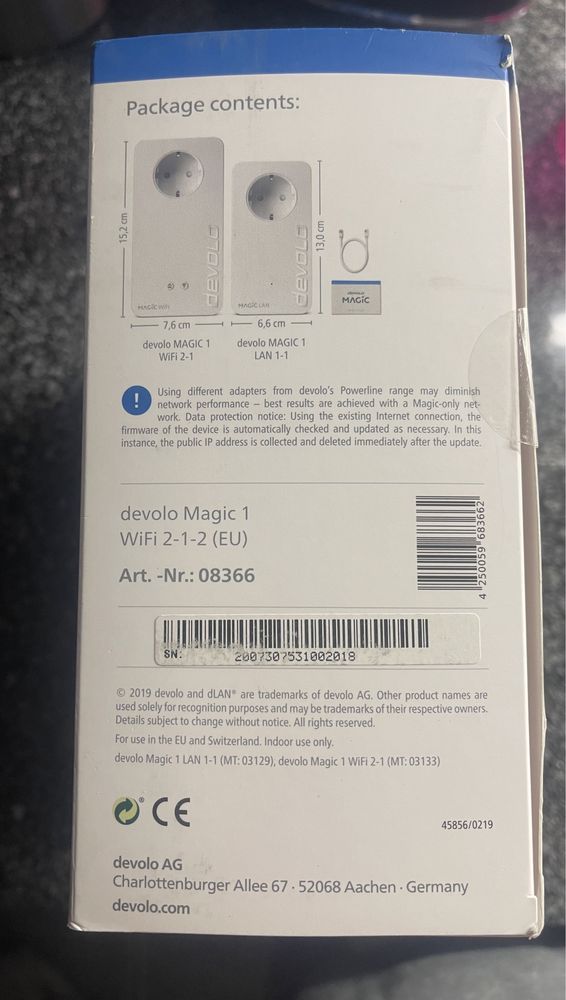 Package contents:
15,2 cm
devolo
MAGIC WiFi
7,6 cm
devolo MAGIC 1
WiFi 2-1
devolo
MAGIC LAN
13,0 cm
6,6 cm
devolo MAGIC 1
LAN 1-1
devolo
MAGIC
! Using different adapters from devolo's Powerline range may diminish
network performance – best results are achieved with a Magic-only net-
work. Data protection notice: Using the existing Internet connection, the
firmware of the device is automatically checked and updated as necessary. In this
instance, the public IP address is collected and deleted immediately after the update.
devolo Magic 1
WiFi 2-1-2 (EU)
Art. -Nr.: 08366
4 250059 683662
SN: 2007307531002018
© 2019 devolo and dLAN® are trademarks of devolo AG. Other product names are
used solely for recognition purposes and may be trademarks of their respective owners.
Details subject to change without notice. All rights reserved.
For use in the EU and Switzerland. Indoor use only.
devolo Magic 1 LAN 1-1 (MT: 03129), devolo Magic 1 WiFi 2-1 (MT: 03133)
® CE
45856/0219
devolo AG
Charlottenburger Allee 67 · 52068 Aachen · Germany
devolo.com